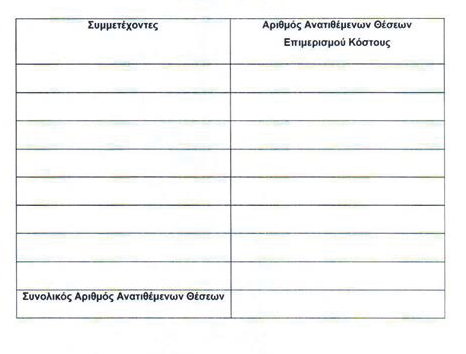 Συμμετέχοντες
Αριθμός Ανατιθέμενων Θέσεων
Επιμερισμού Κόστους
Συνολικός Αριθμός Ανατιθέμενων Θέσεων